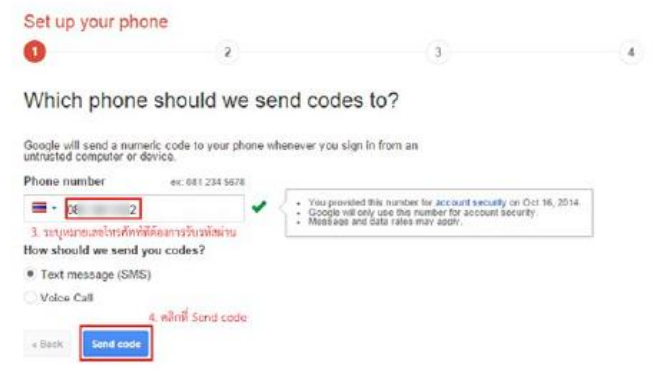 Set up your phone
1 2 3 4
Which phone should we send codes to?
Google will send a numeric code to your phone whenever you sign in from an
untrusted computer or device.
Phone number ex: 081 234 5678
08 2
• You provided this number for account security on Oct 16, 2014.
• Google will only use this number for account security.
• Message and data rates may apply.
3. ระบุหมายเลขโทรศัพท์ที่ต้องการรับรหัสผ่าน
How should we send you codes?
Text message (SMS)
Voice Call
4. คลิกที่ Send code
« Back Send code